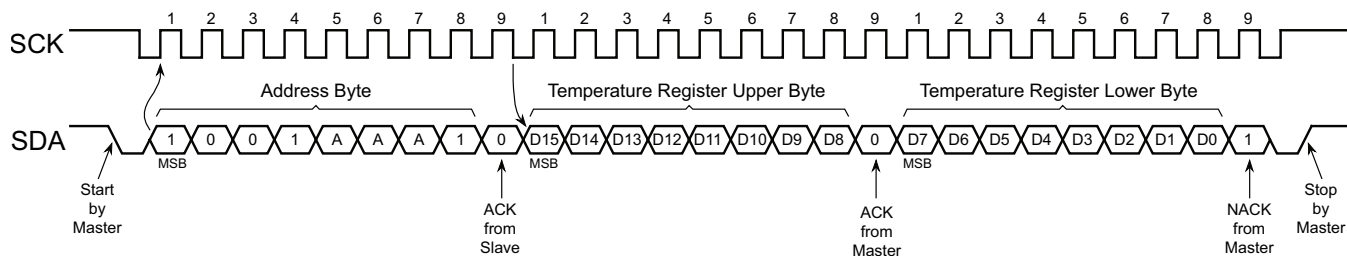 1 2 3 4 5 6 7 8 9 1 2 3 4 5 6 7 8 9 1 2 3 4 5 6 7 8 9
SCK
Address Byte Temperature Register Upper Byte Temperature Register Lower Byte
SDA 1 0 0 1 A A A 1 0 D15 D14 D13 D12 D11 D10 D9 D8 0 D7 D6 D5 D4 D3 D2 D1 D0 1
MSB MSB MSB
Start
by
Master
ACK
from
Slave
ACK
from
Master
NACK
from
Master
Stop
by
Master